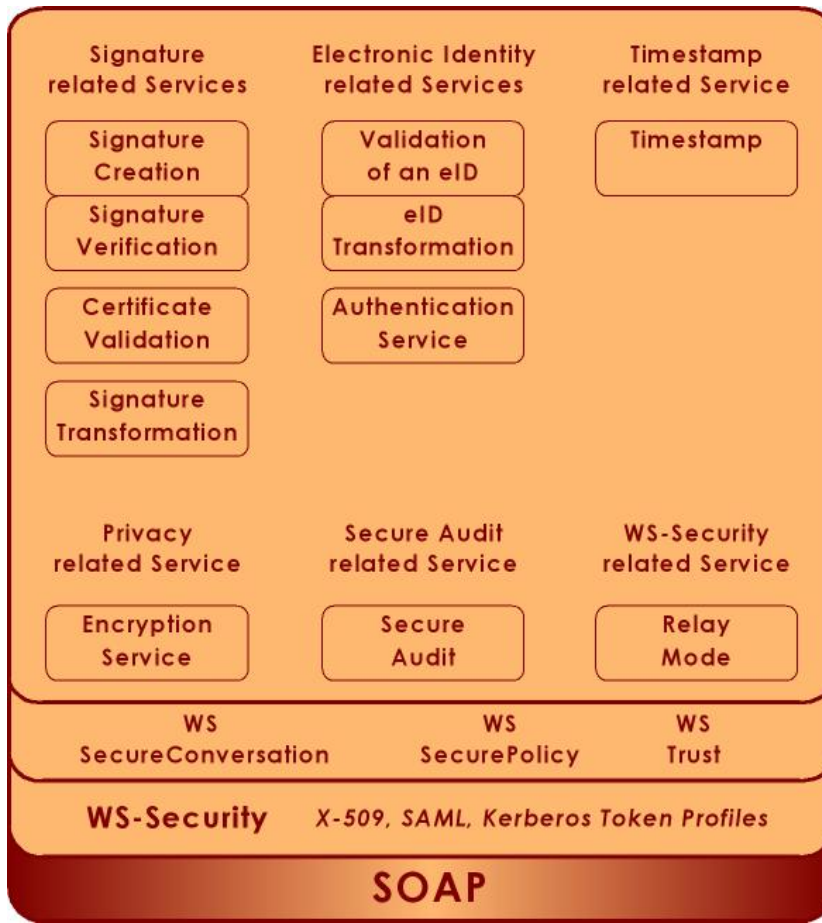 Signature
related Services
Electronic Identity
related Services
Timestamp
related Service
Signature
Creation
Validation
of an eID
Timestamp
Signature
Verification
eID
Transformation
Certificate
Validation
Authentication
Service
Signature
Transformation
Privacy
related Service
Secure Audit
related Service
WS-Security
related Service
Encryption
Service
Secure
Audit
Relay
Mode
WS
SecureConversation
WS
SecurePolicy
WS
Trust
WS-Security X-509, SAML, Kerberos Token Profiles
SOAP